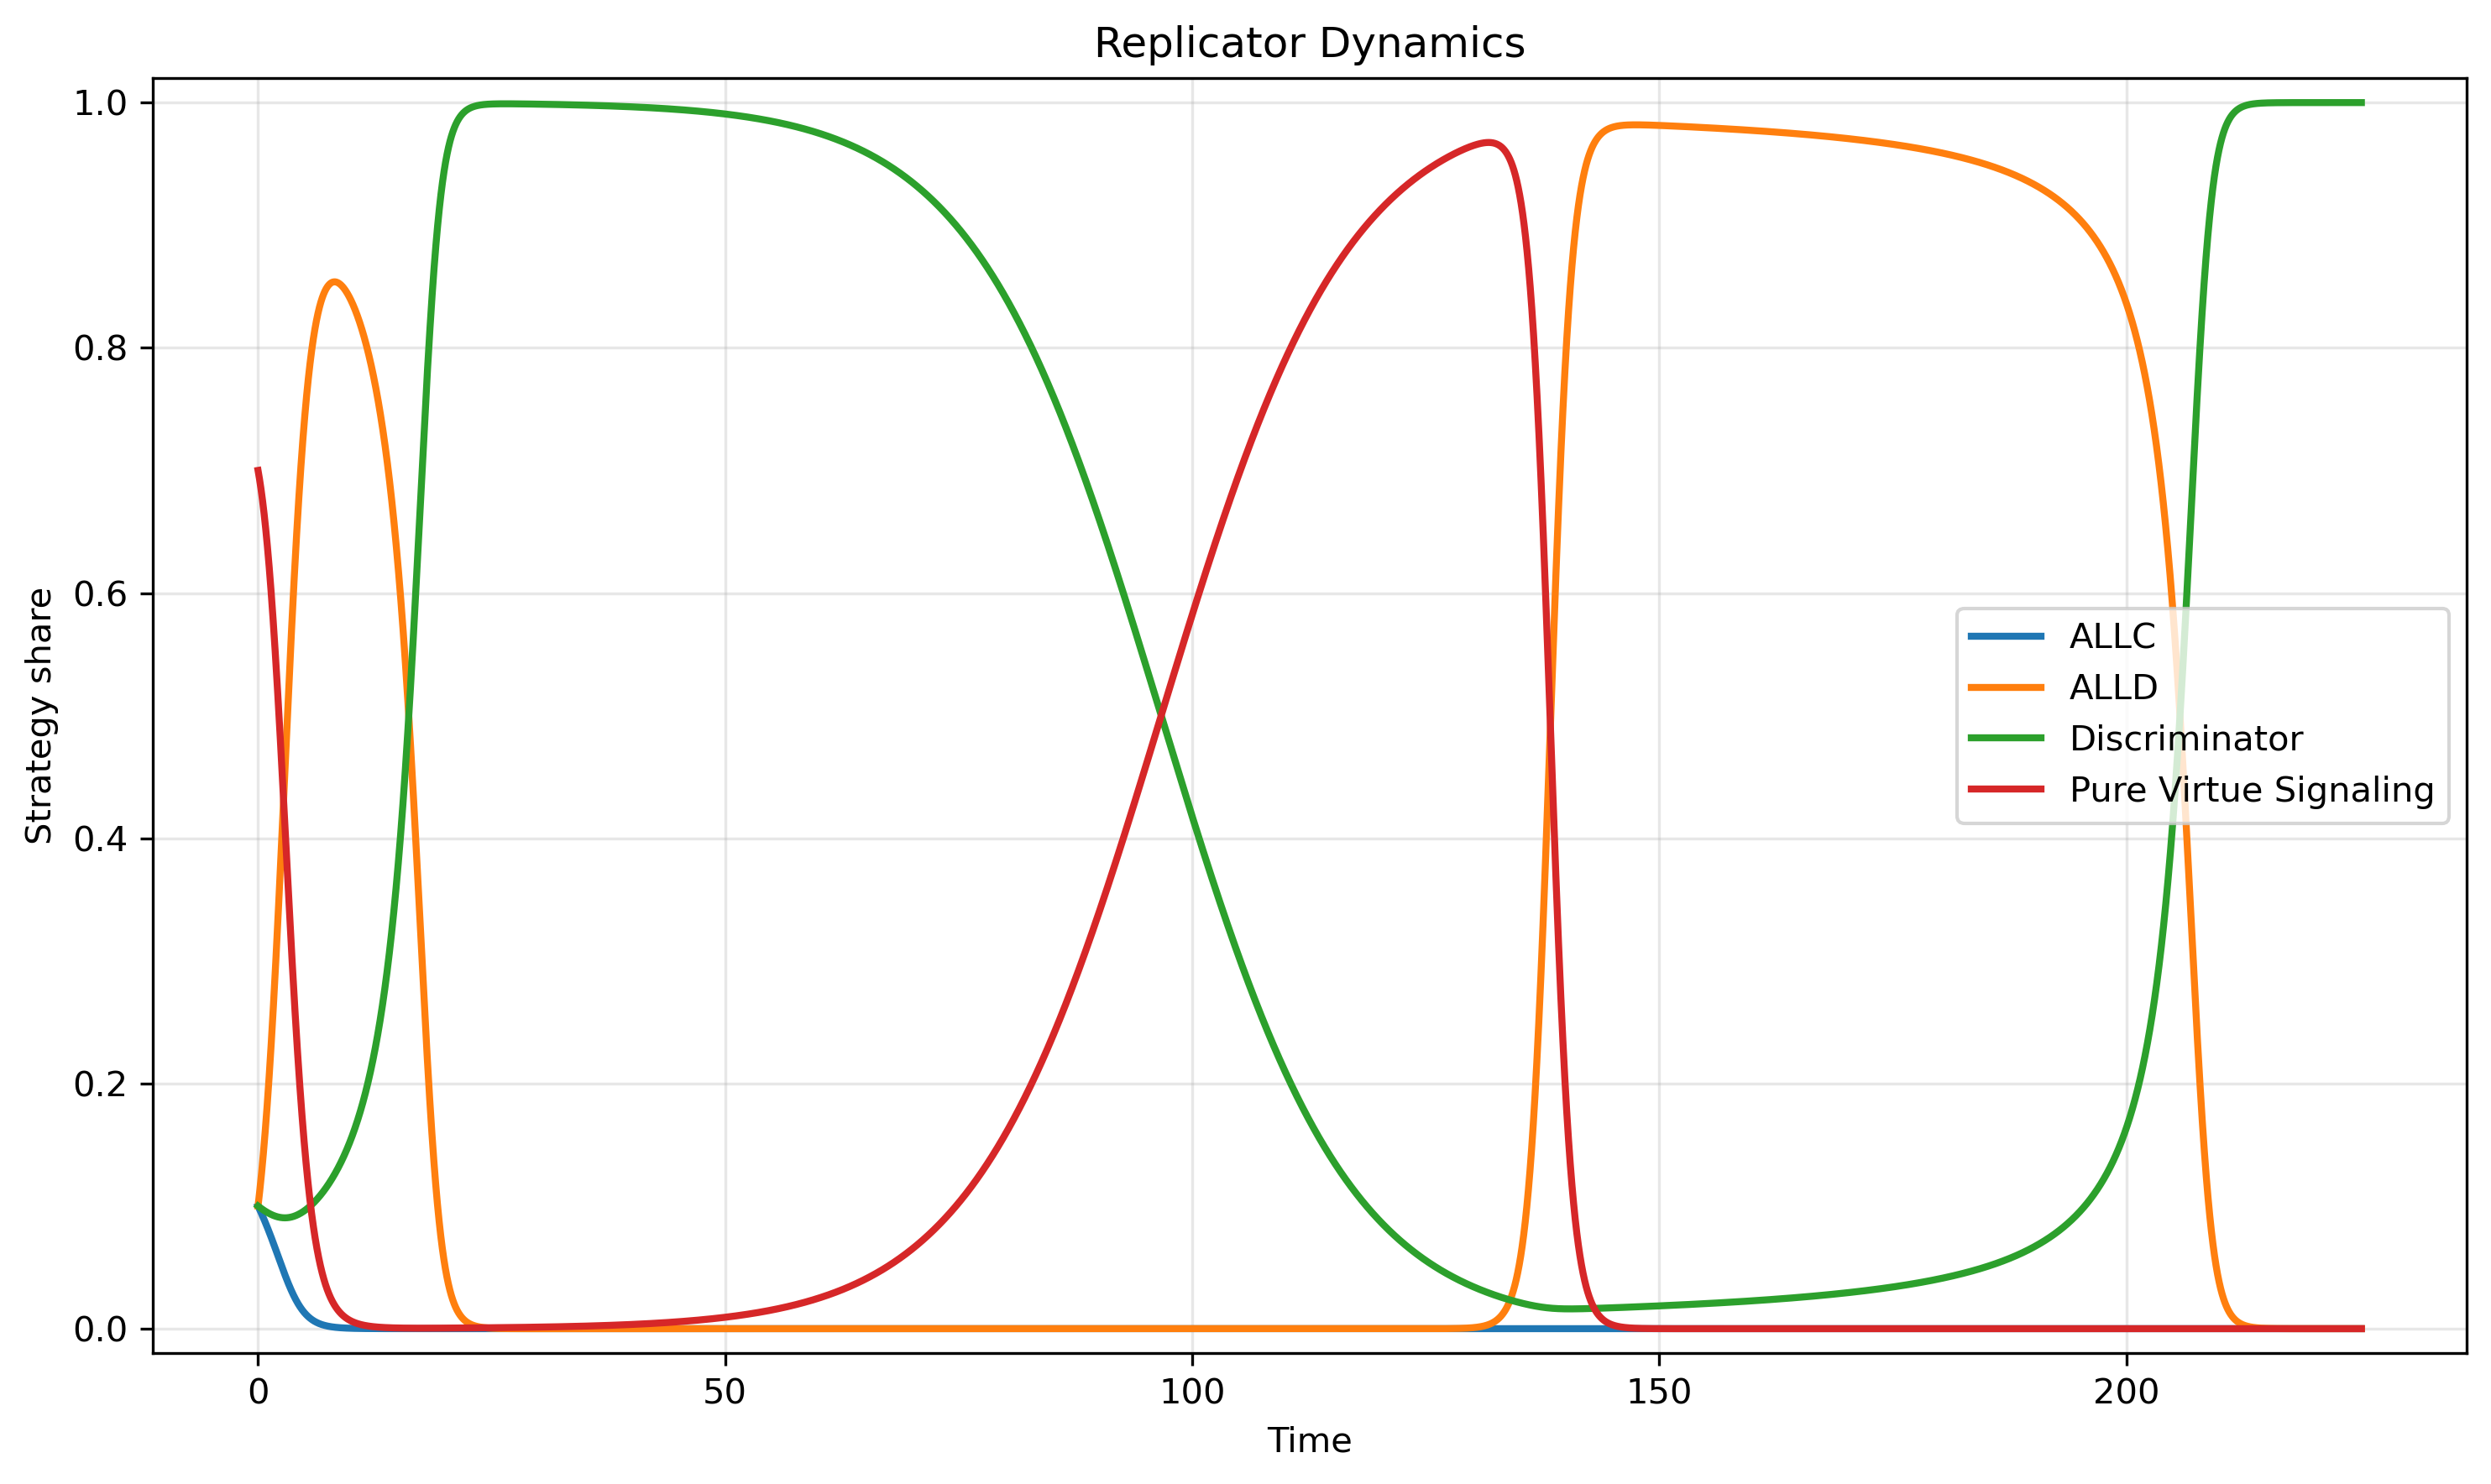 Replicator Dynamics
Strategy share
1.0
0.8
0.6
0.4
0.2
0.0
ALLC
ALLD
Discriminator
Pure Virtue Signaling
0
50
100
150
200
Time